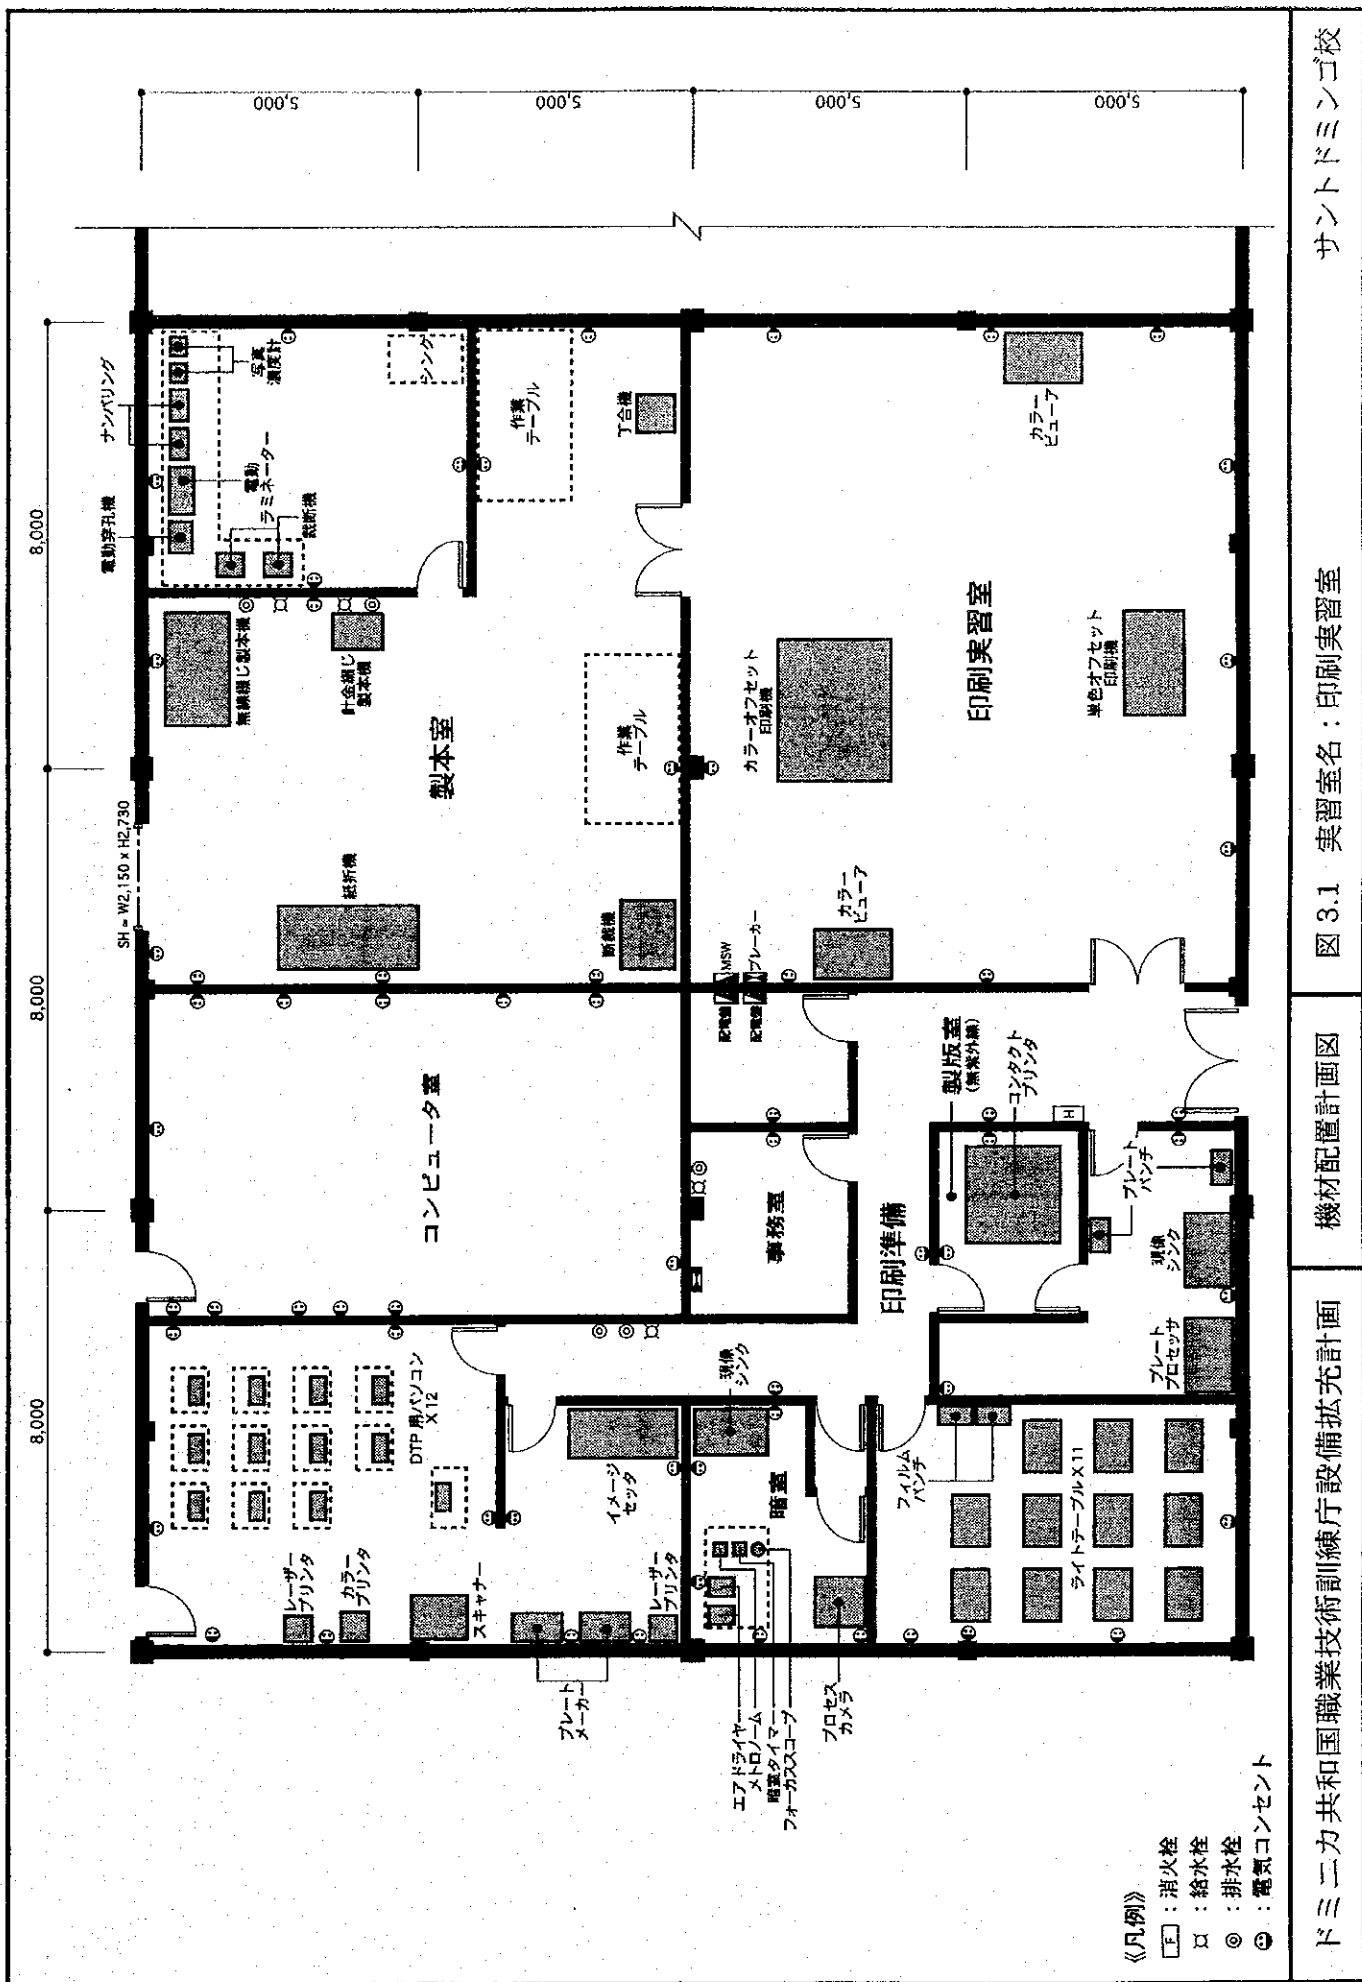 8,000
8,000
8,000
5,000
5,000
5,000
5,000
SH = W2,150 x H2,730
電動穿孔機
ナンバリング
写真
濃度計
電動
ラミネーター
裁断機
シンク
無線綴じ製本機
針金綴じ
製本機
製本室
作業
テーブル
作業
テーブル
丁合機
紙折機
断裁機
コンピュータ室
DTP 用パソコン
X 12
レーザー
プリンタ
カラー
プリンタ
スキャナー
イメージ
セッタ
レーザー
プリンタ
プレート
メーカー
配電盤
MSW
配電盤
ブレーカー
カラー
ビューア
カラーオフセット
印刷機
印刷実習室
単色オフセット
印刷機
カラー
ビューア
事務室
印刷準備
製版室
(無紫外線)
コンタクト
プリンタ
H
プレート
パンチ
現像
シンク
プレート
プロセッサ
現像
シンク
暗室
エアドライヤー
メトロノーム
暗室タイマー
フォーカススコープ
プロセス
カメラ
フィルム
パンチ
ライトテーブル X 11
《凡例》
F : 消火栓
: 給水栓
: 排水栓
: 電気コンセント
ドミニカ共和国職業技術訓練庁設備拡充計画
機材配置計画図
図 3.1 実習室名 : 印刷実習室
サントドミンゴ校